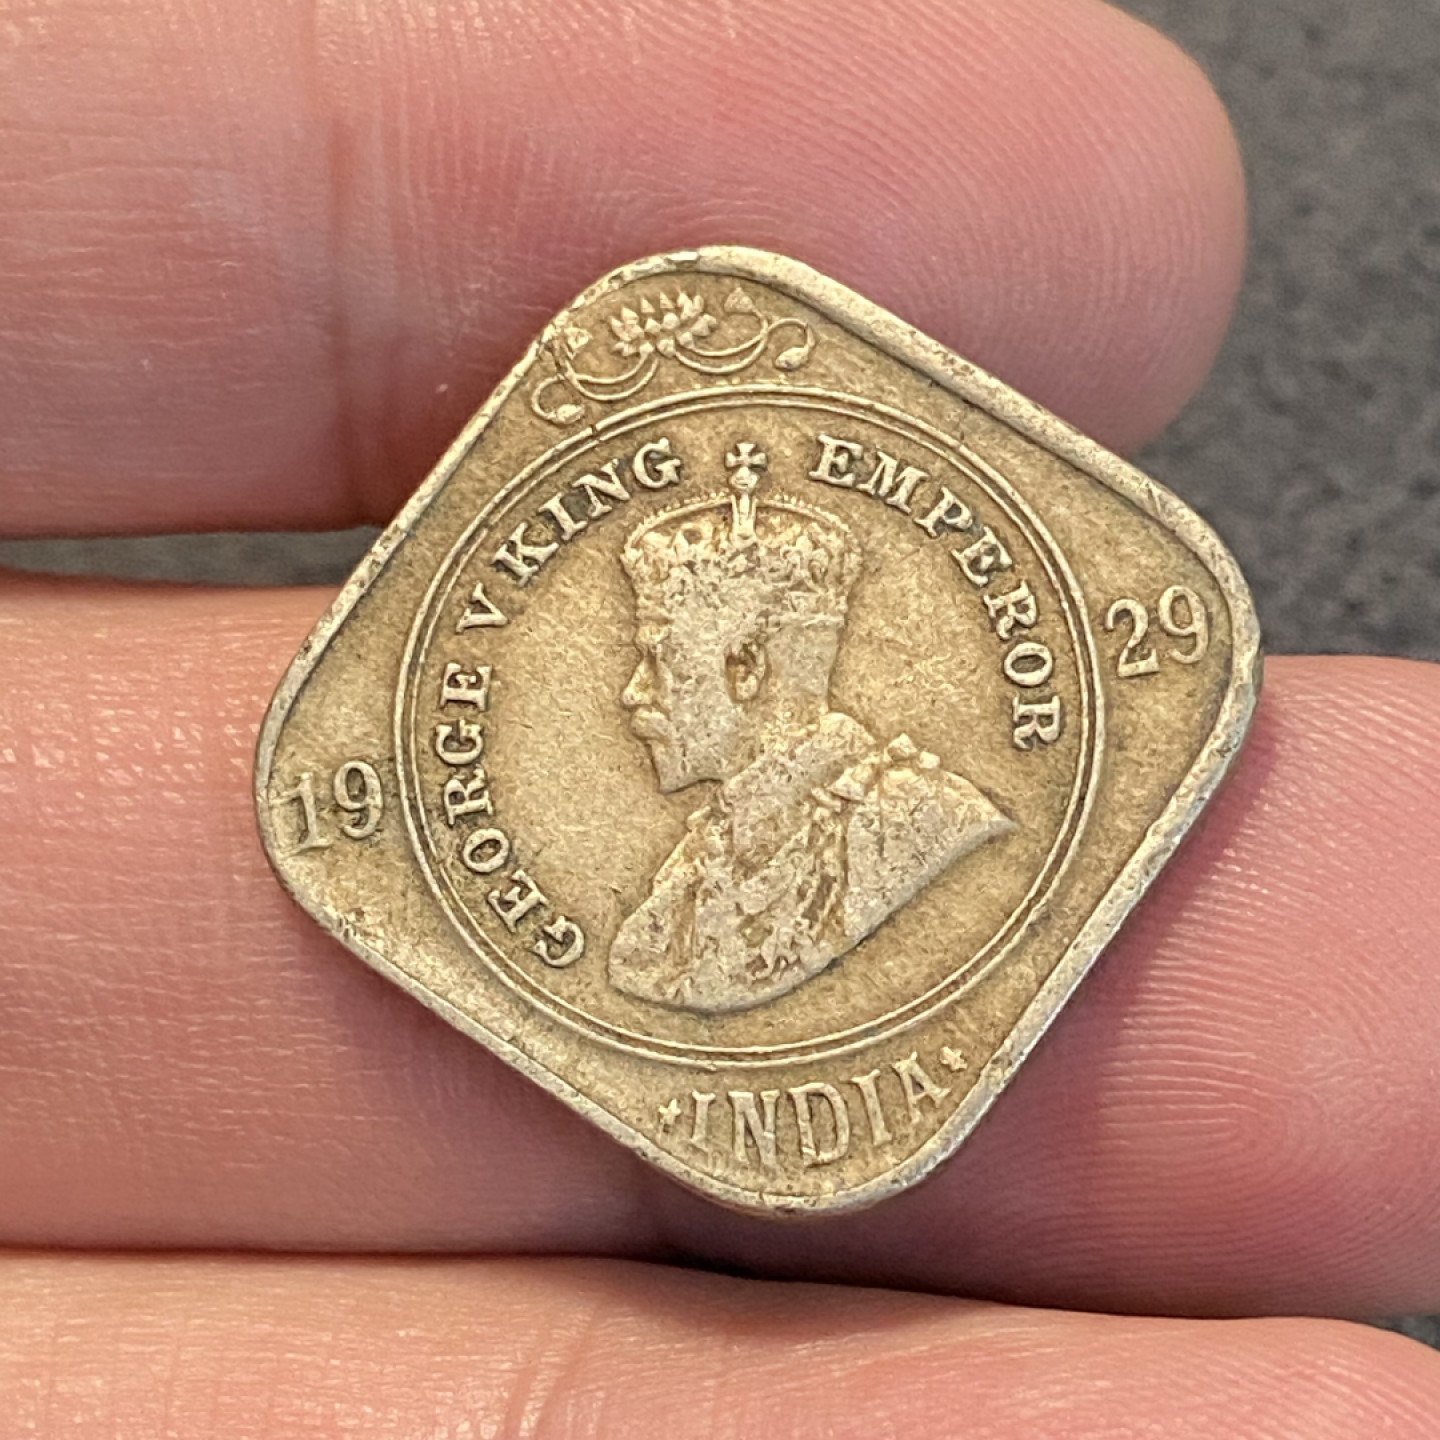 GEORGE V KING EMPEROR
19 29
INDIA